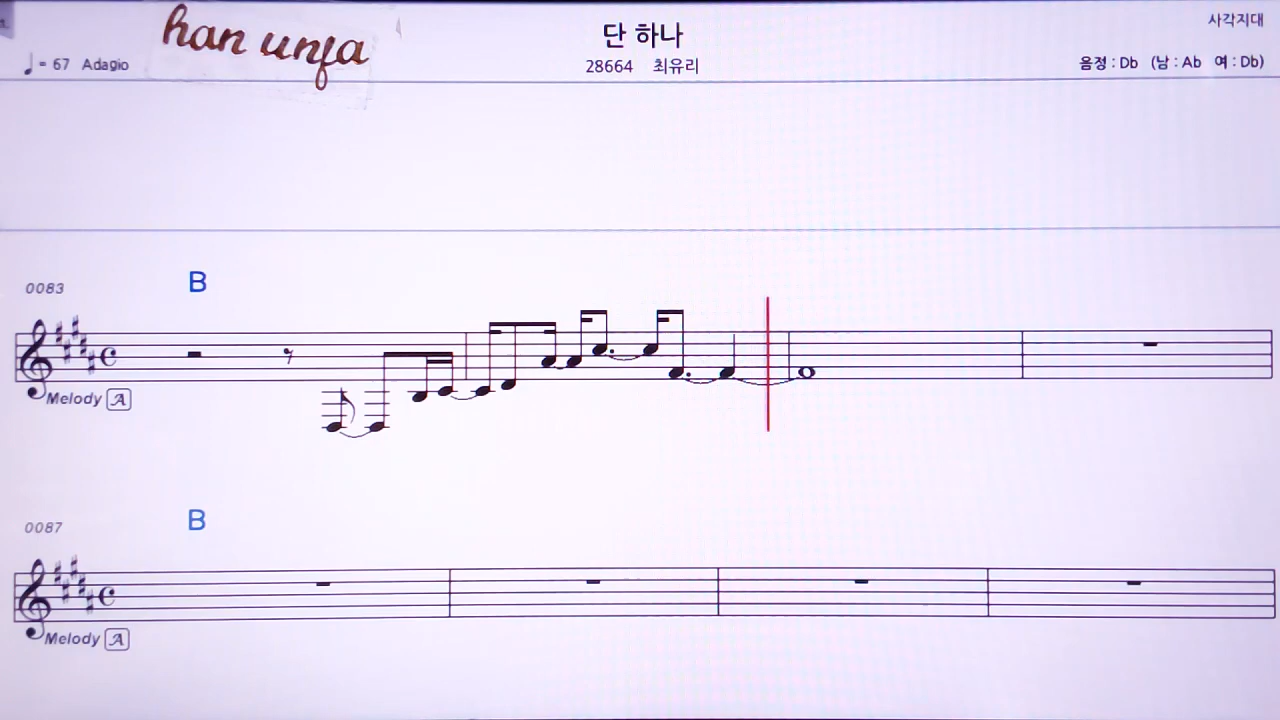 han unja
단 하나
사각지대
♩= 67 Adagio
28664 최유리
음정 : Db (남 : Ab 여 : Db)
0083
B
Melody A
0087
B
Melody A